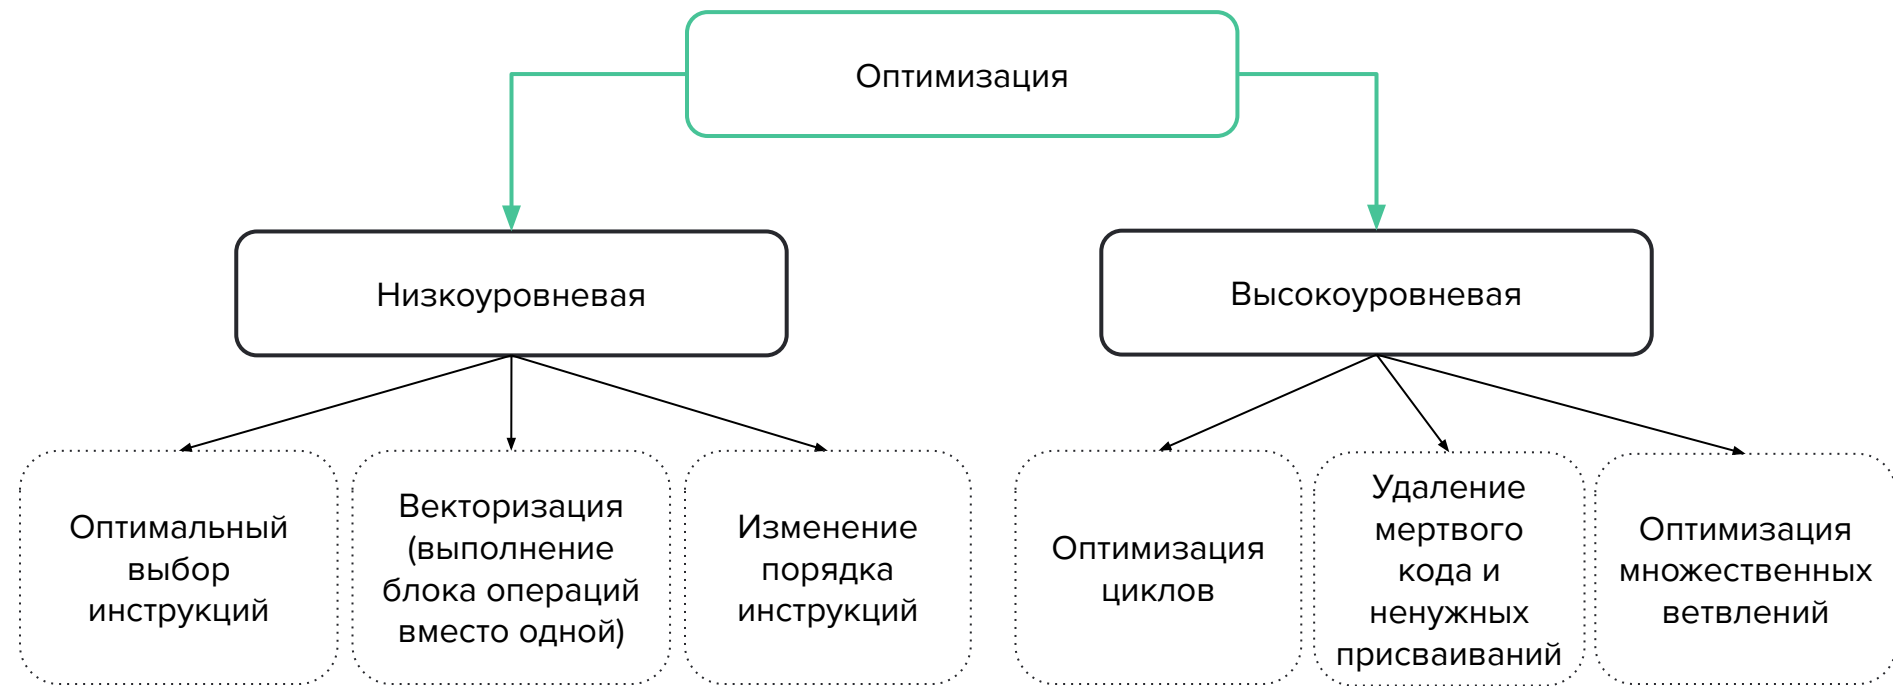 Оптимизация
Низкоуровневая
Высокоуровневая
Оптимальный
выбор
инструкций
Векторизация
(выполнение
блока операций
вместо одной)
Изменение
порядка
инструкций
Оптимизация
циклов
Удаление
мертвого
кода и
ненужных
присваиваний
Оптимизация
множественных
ветвлений